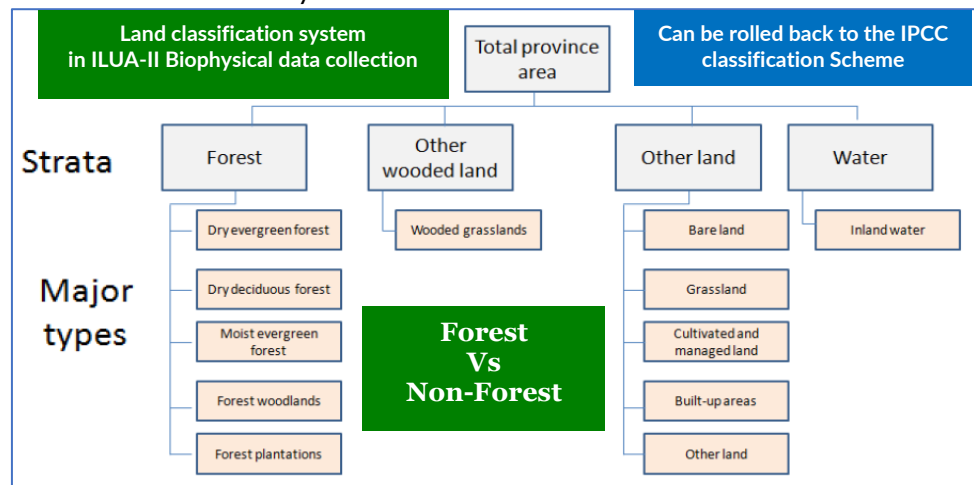 Land classification system
in ILUA-II Biophysical data collection
Total province
area
Can be rolled back to the IPCC
classification Scheme
Strata
Forest
Other
wooded land
Other land
Water
Major
types
Dry evergreen forest
Dry deciduous forest
Moist evergreen
forest
Forest woodlands
Forest plantations
Wooded grasslands
Forest
Vs
Non-Forest
Bare land
Grassland
Cultivated and
managed land
Built-up areas
Other land
Inland water